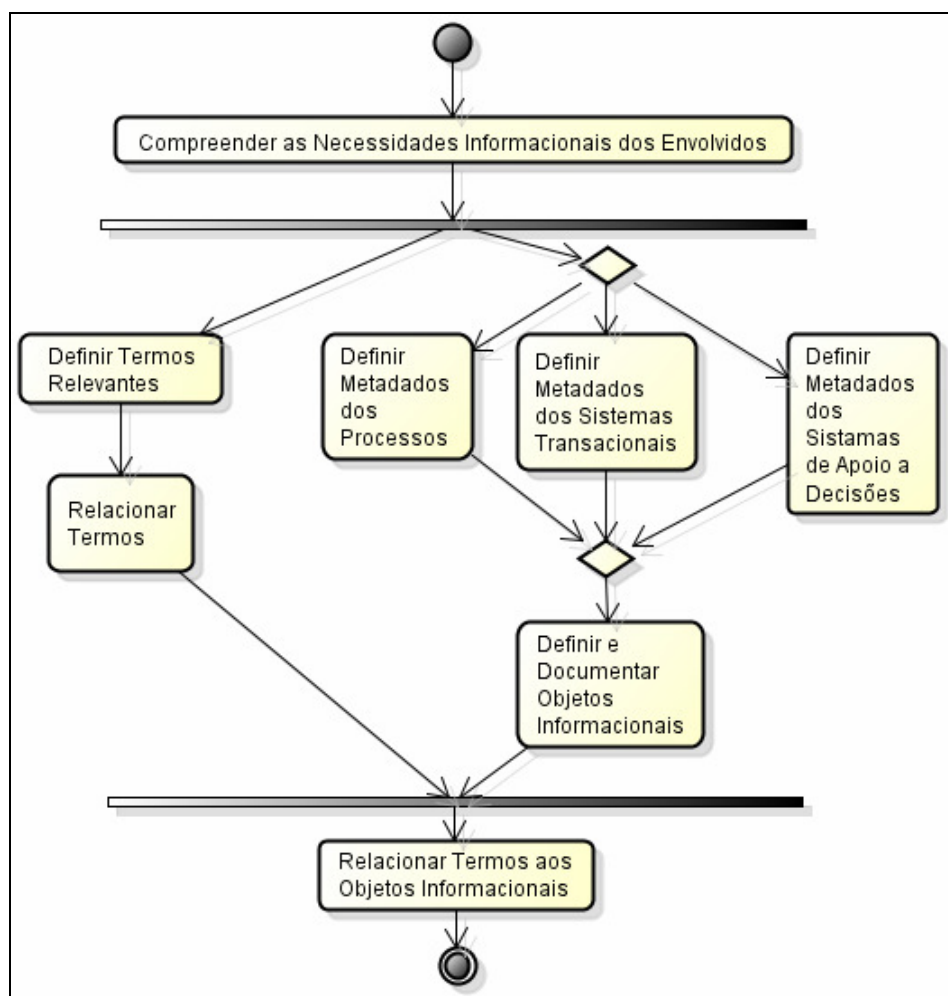 Compreender as Necessidades Informacionais dos Envolvidos
Definir Termos
Relevantes
Definir
Metadados
dos
Processos
Definir
Metadados
dos Sistemas
Transacionais
Definir
Metadados
dos
Sistamas
de Apoio a
Decisões
Relacionar
Termos
Definir e
Documentar
Objetos
Informacionais
Relacionar Termos aos
Objetos Informacionais